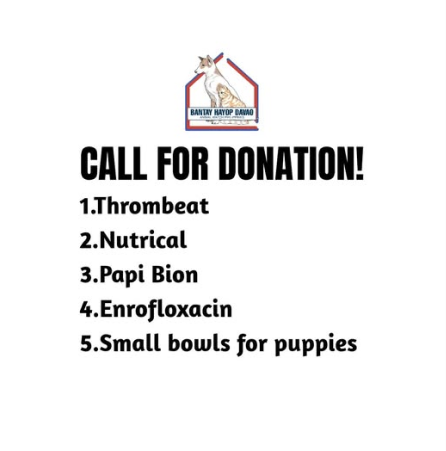 BANTAY HAYOP DAVAO
CALL FOR DONATION!
1.Thrombeat
2.Nutrical
3.Papi Bion
4.Enrofloxacin
5.Small bowls for puppies